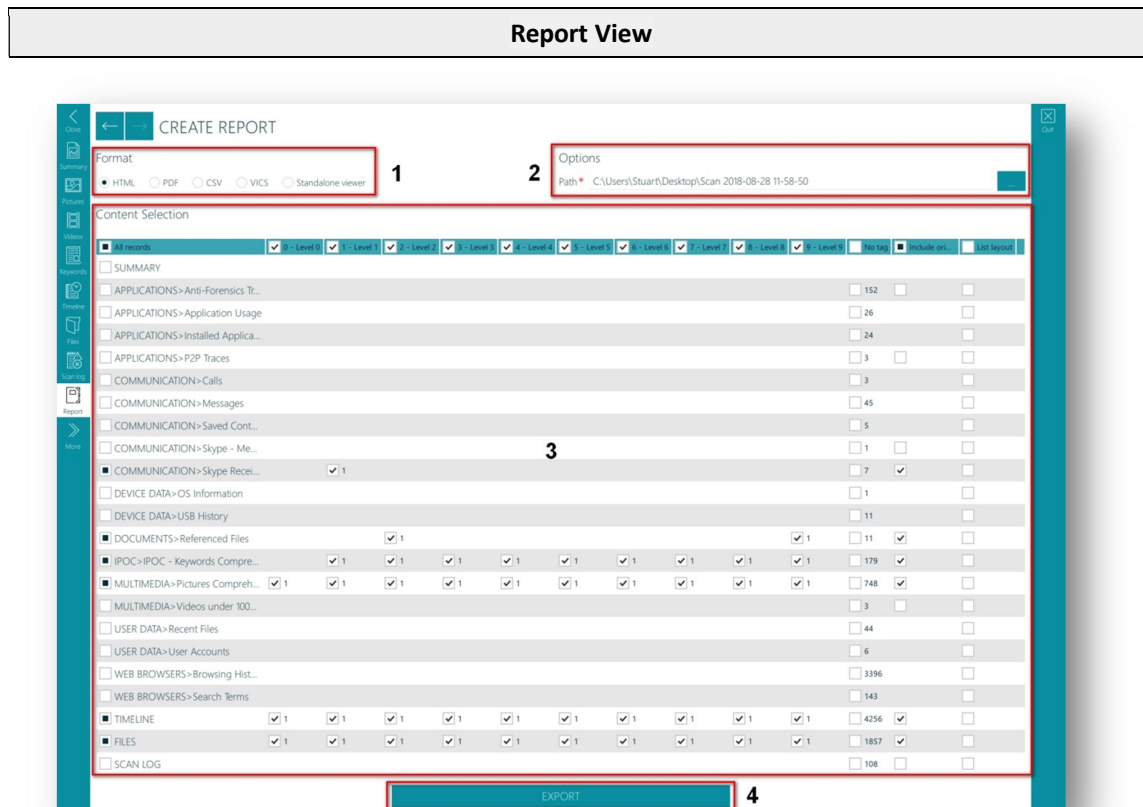 Report View
Close
Summary
Pictures
Videos
Keywords
Timeline
Files
Scan log
Report
More
CREATE REPORT
Quit
Format
HTML PDF CSV VICS Standalone viewer
1
2
Options
Path * C:\Users\Stuart\Desktop\Scan 2018-08-28 11-58-50
...
Content Selection
All records 0 - Level 0 1 - Level 1 2 - Level 2 3 - Level 3 4 - Level 4 5 - Level 5 6 - Level 6 7 - Level 7 8 - Level 8 9 - Level 9 No tag Include ori... List layout
SUMMARY
APPLICATIONS>Anti-Forensics Tr... 152
APPLICATIONS>Application Usage 26
APPLICATIONS>Installed Applica... 24
APPLICATIONS>P2P Traces 3
COMMUNICATION>Calls 3
COMMUNICATION>Messages 45
COMMUNICATION>Saved Cont... 5
COMMUNICATION>Skype - Me... 1
3
COMMUNICATION>Skype Recei... 1 7
DEVICE DATA>OS Information 1
DEVICE DATA>USB History 11
DOCUMENTS>Referenced Files 1 1 11
IPOC>IPOC - Keywords Compre... 1 1 1 1 1 1 1 1 1 179
MULTIMEDIA>Pictures Compreh... 1 1 1 1 1 1 1 1 1 1 748
MULTIMEDIA>Videos under 100... 3
USER DATA>Recent Files 44
USER DATA>User Accounts 6
WEB BROWSERS>Browsing Hist... 3396
WEB BROWSERS>Search Terms 143
TIMELINE 1 1 1 1 1 1 1 1 1 1 4256
FILES 1 1 1 1 1 1 1 1 1 1 1857
SCAN LOG 108
EXPORT
4